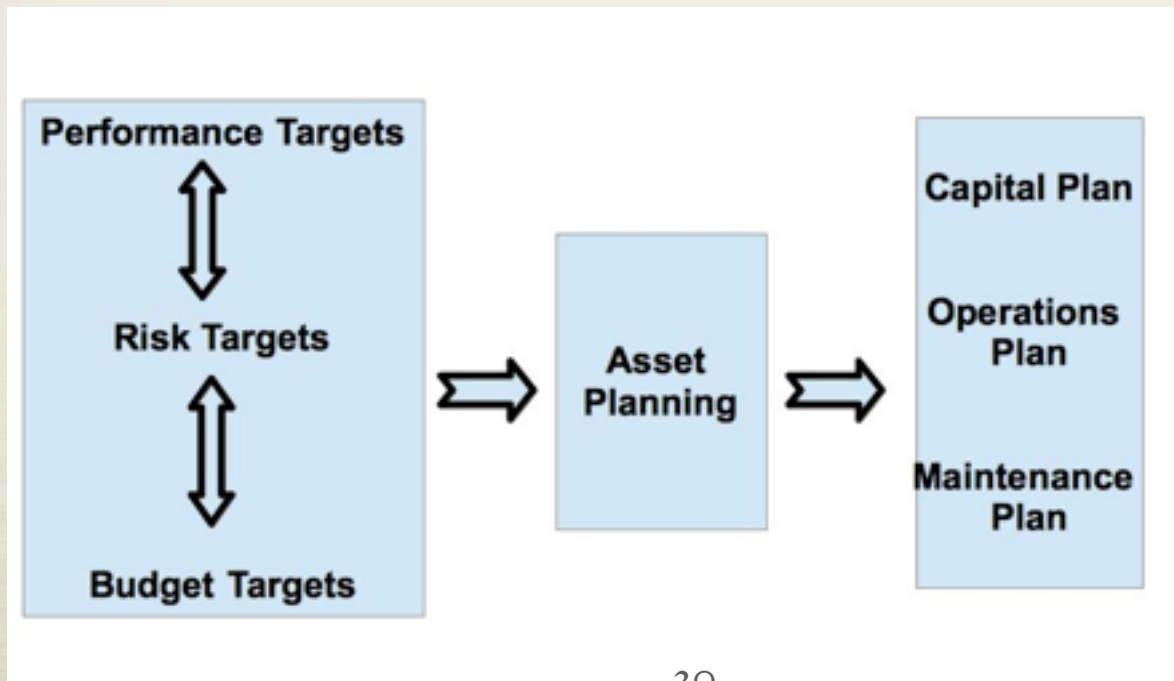 Performance Targets
Risk Targets
Budget Targets
Asset
Planning
Capital Plan
Operations
Plan
Maintenance
Plan